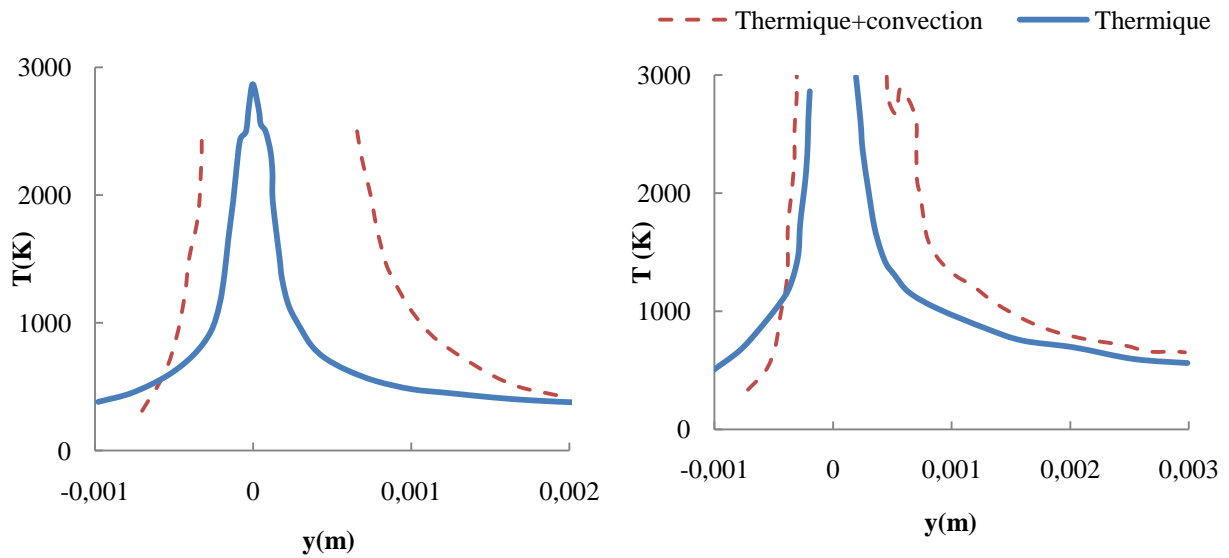 Thermique+convection Thermique
3000
2000
1000
0
T(K)
-0,001 0 0,001 0,002
y(m)
3000
2000
1000
0
T (K)
-0,001 0 0,001 0,002 0,003
y(m)